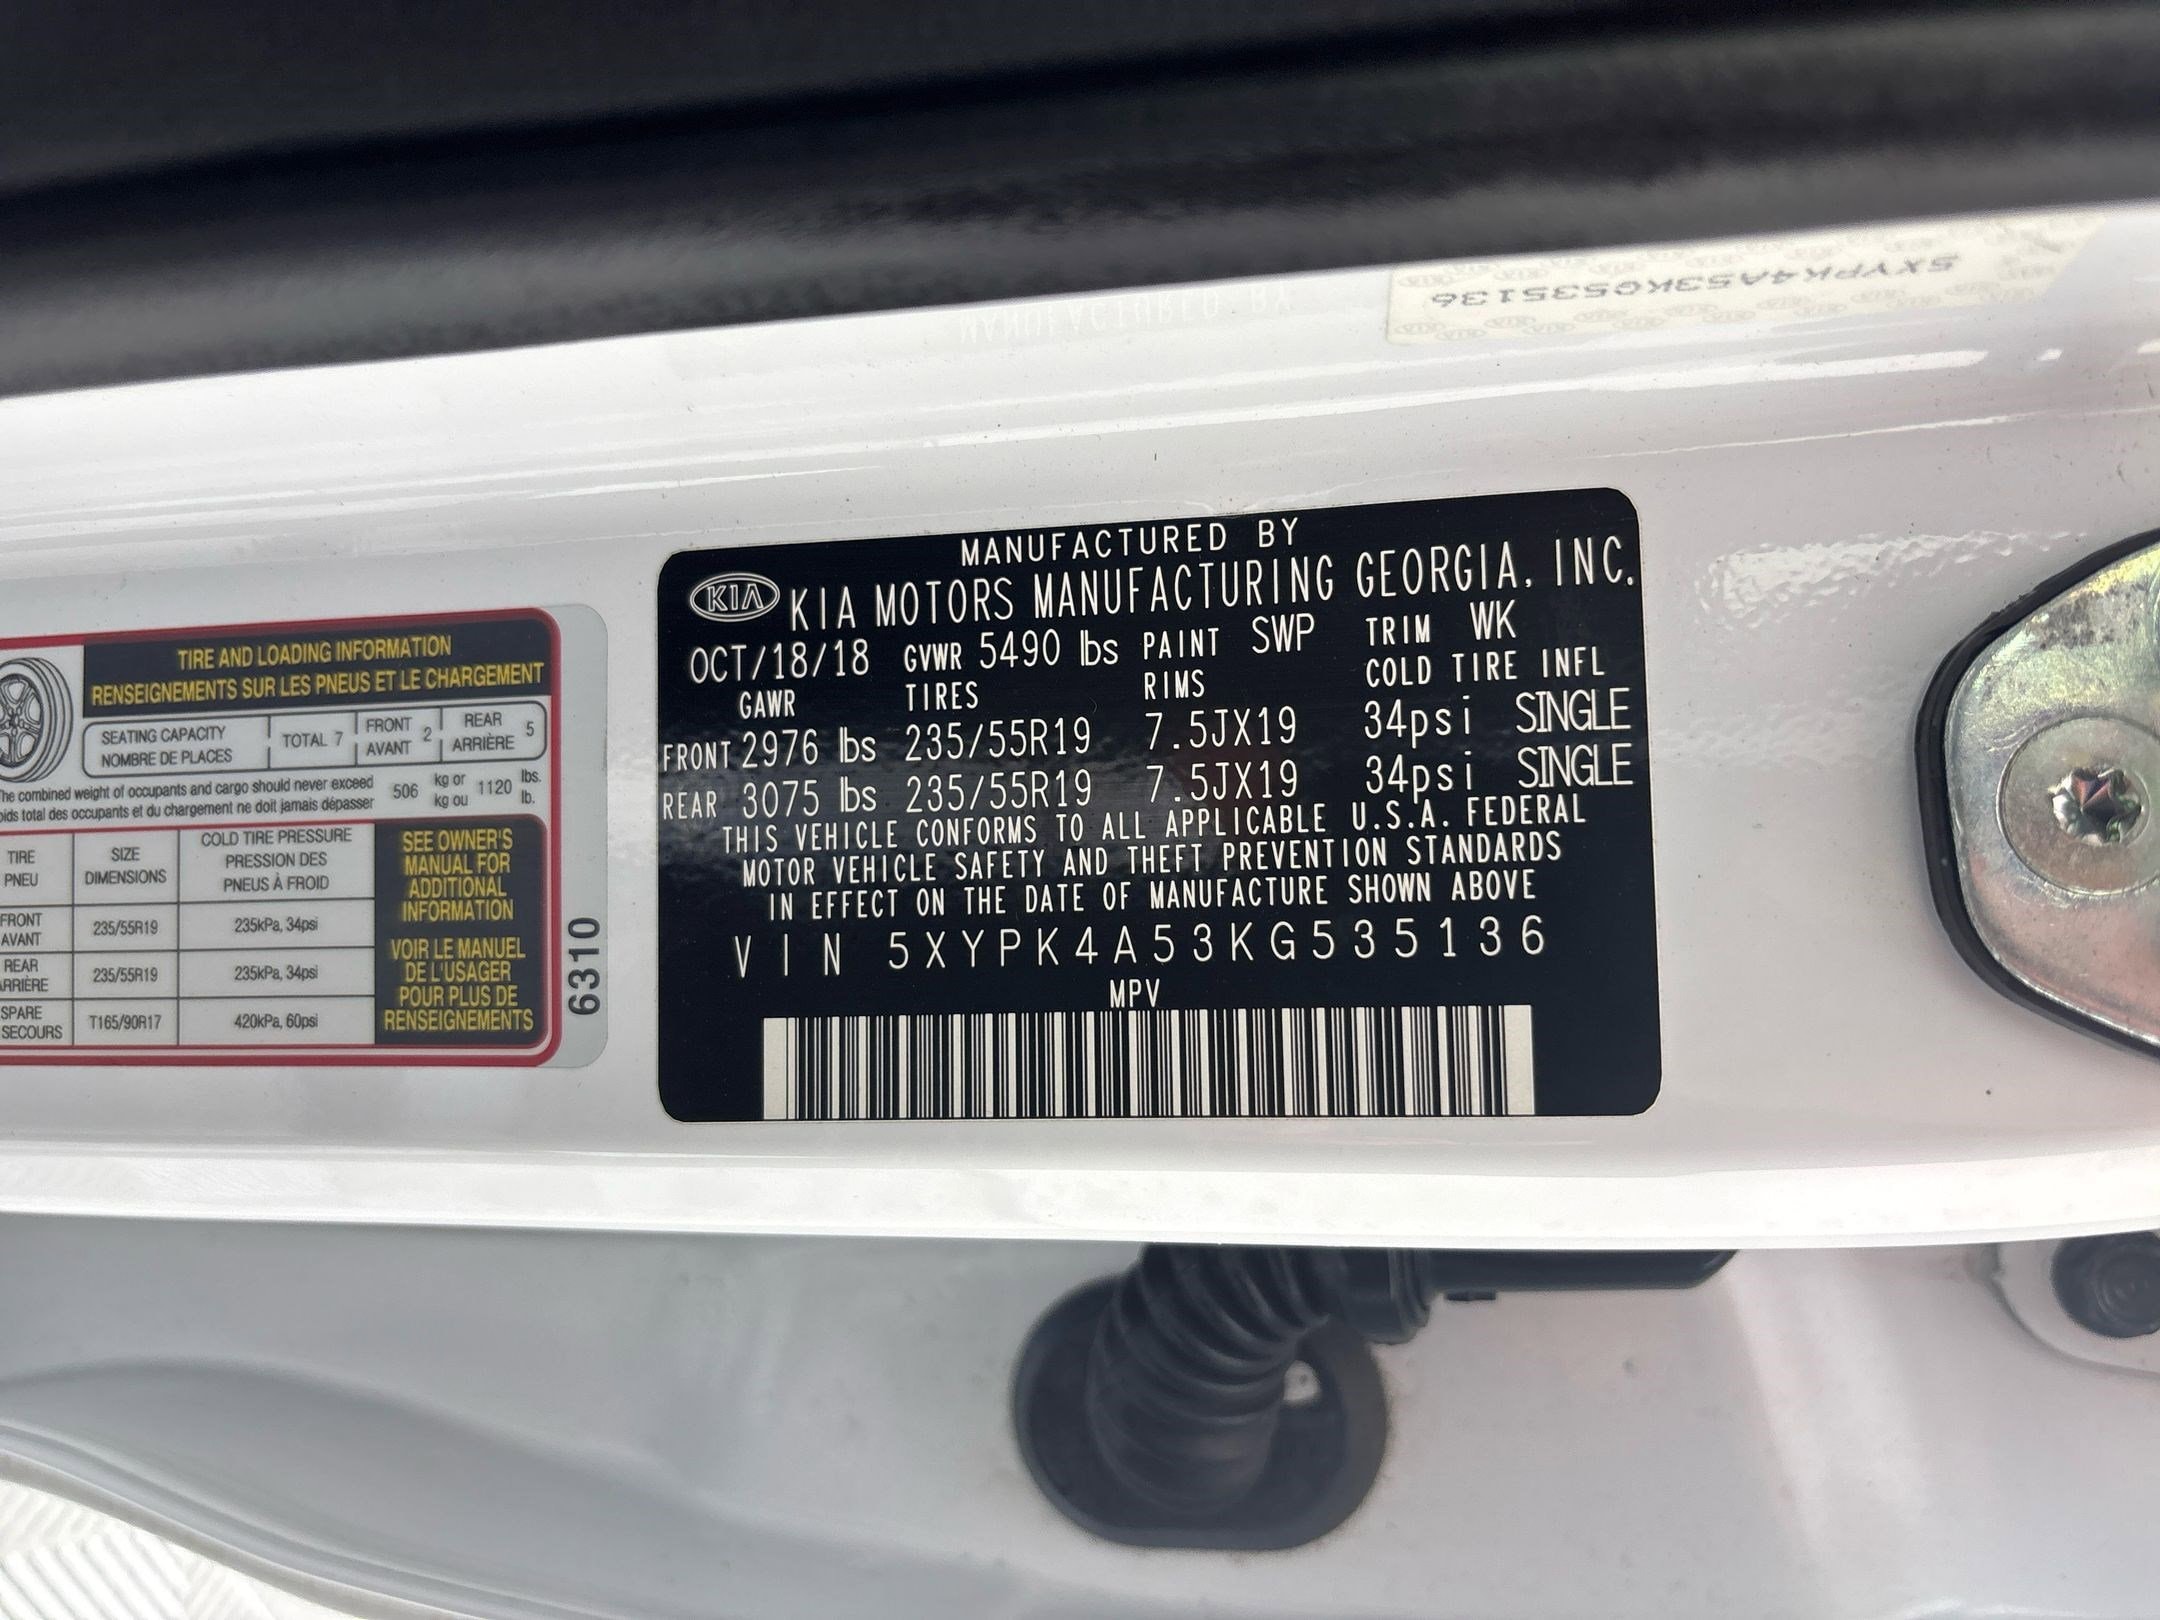 5XYPK4A53KG535136
TIRE AND LOADING INFORMATION
RENSEIGNEMENTS SUR LES PNEUS ET LE CHARGEMENT
SEATING CAPACITY
NOMBRE DE PLACES
TOTAL 7
FRONT
AVANT
2
REAR
ARRIÈRE
5
The combined weight of occupants and cargo should never exceed 506 kg or 1120 lbs.
poids total des occupants et du chargement ne doit jamais dépasser kg ou lb.
TIRE
PNEU
SIZE
DIMENSIONS
COLD TIRE PRESSURE
PRESSION DES
PNEUS À FROID
FRONT
AVANT
235/55R19
235kPa, 34psi
REAR
ARRIÈRE
235/55R19
235kPa, 34psi
SPARE
SECOURS
T165/90R17
420kPa, 60psi
SEE OWNER'S
MANUAL FOR
ADDITIONAL
INFORMATION
VOIR LE MANUEL
DE L'USAGER
POUR PLUS DE
RENSEIGNEMENTS
6310
MANUFACTURED BY
KIA KIA MOTORS MANUFACTURING GEORGIA, INC.
OCT/18/18 GVWR 5490 lbs PAINT SWP TRIM WK
GAWR TIRES RIMS COLD TIRE INFL
FRONT 2976 lbs 235/55R19 7.5JX19 34psi SINGLE
REAR 3075 lbs 235/55R19 7.5JX19 34psi SINGLE
THIS VEHICLE CONFORMS TO ALL APPLICABLE U.S.A. FEDERAL
MOTOR VEHICLE SAFETY AND THEFT PREVENTION STANDARDS
IN EFFECT ON THE DATE OF MANUFACTURE SHOWN ABOVE
VIN 5XYPK4A53KG535136
MPV